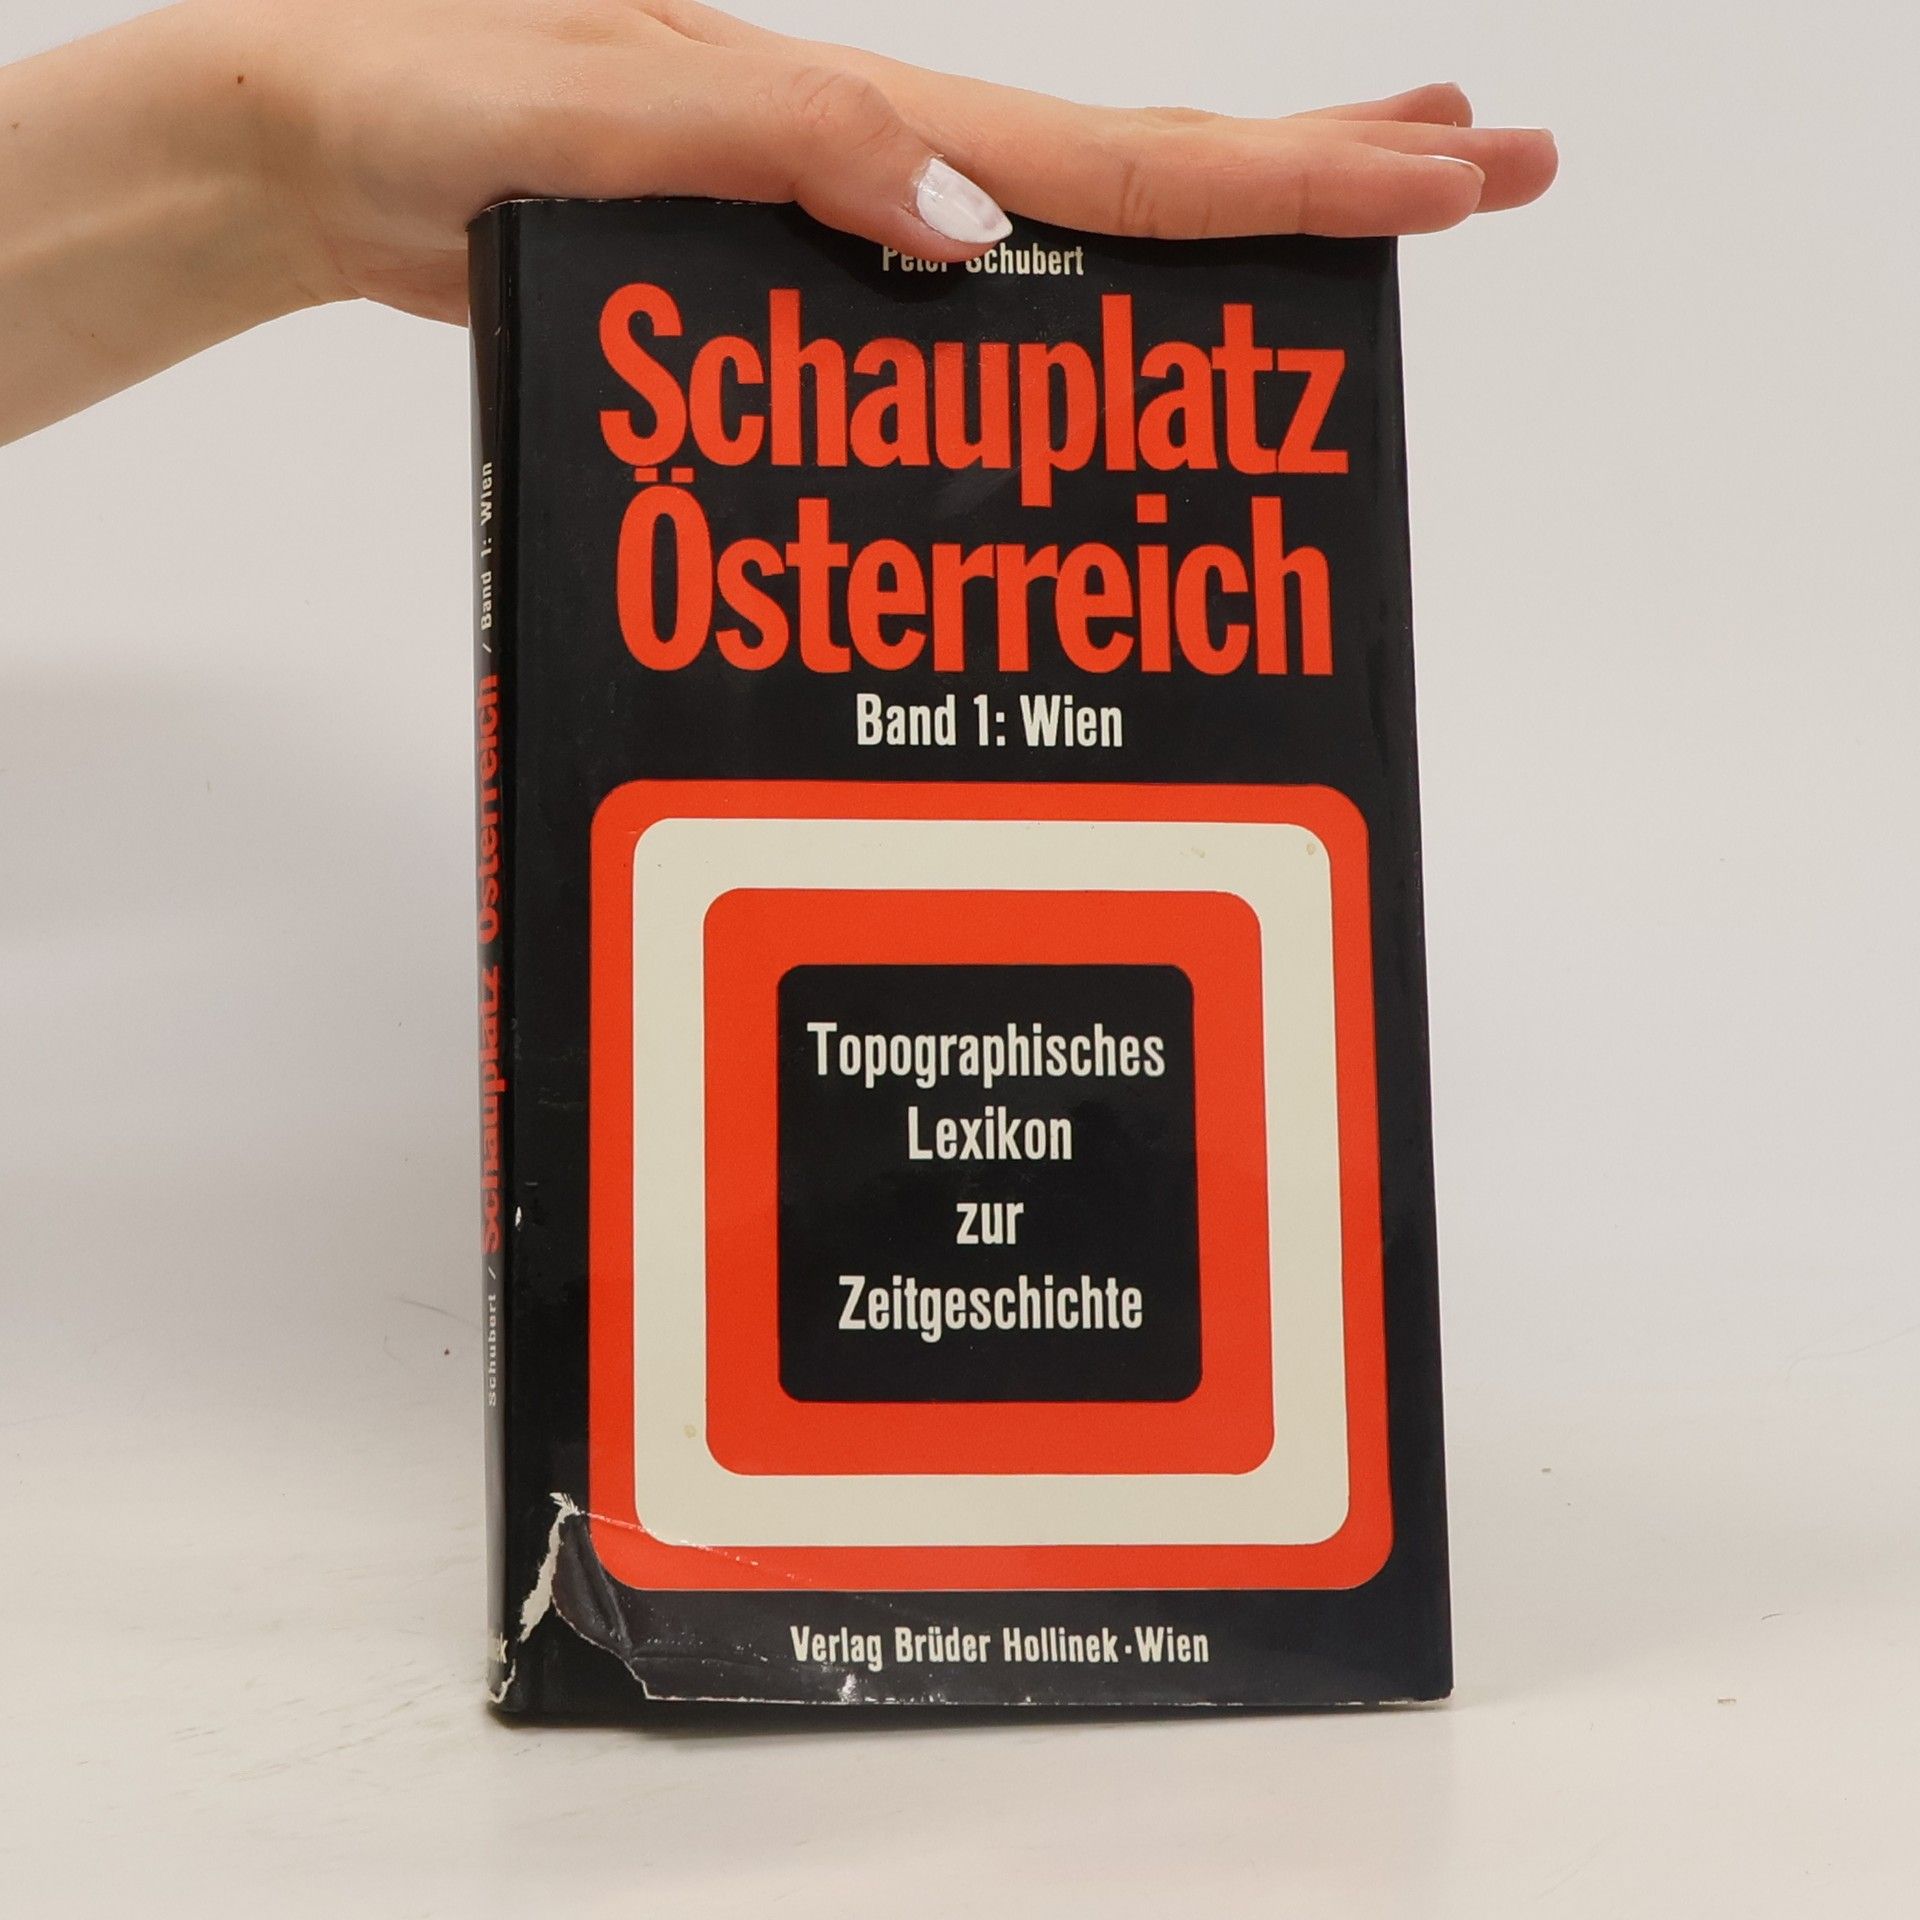 Peter Schubert
Schauplatz
Österreich
Band 1: Wien
Topographisches
Lexikon
zur
Zeitgeschichte
Verlag Brüder Hollinek · Wien
Schubert / Schauplatz Österreich / Band 1: Wien